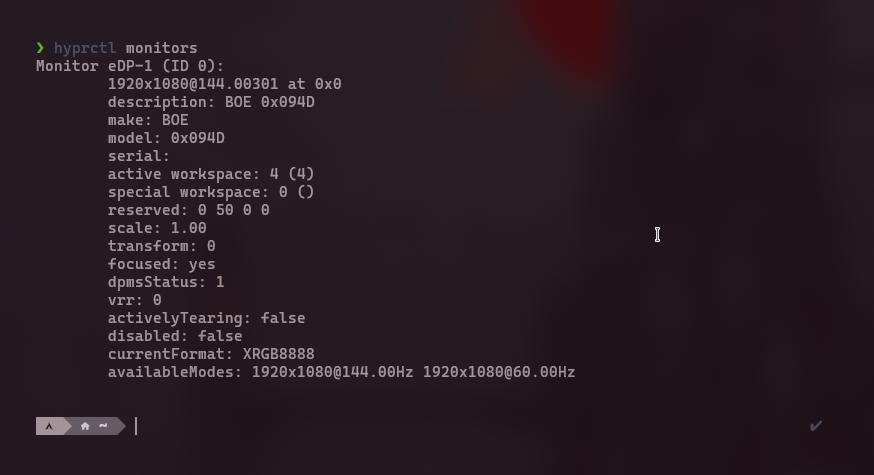 ❯ hyprctl monitors
Monitor eDP-1 (ID 0):
1920x1080@144.00301 at 0x0
description: BOE 0x094D
make: BOE
model: 0x094D
serial:
active workspace: 4 (4)
special workspace: 0 ()
reserved: 0 50 0 0
scale: 1.00
transform: 0
focused: yes
dpmsStatus: 1
vrr: 0
activelyTearing: false
disabled: false
currentFormat: XRGB8888
availableModes: 1920x1080@144.00Hz 1920x1080@60.00Hz
~